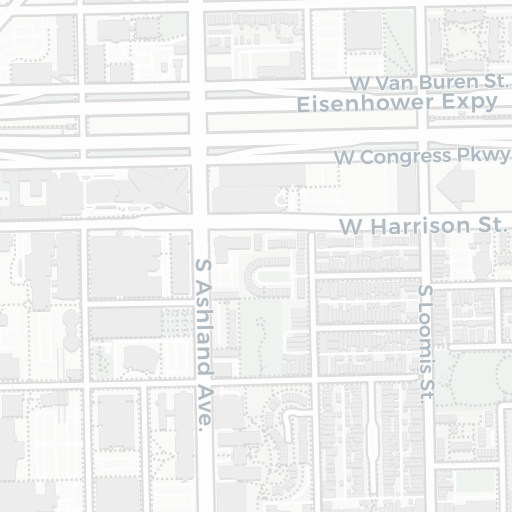 W Van Buren St.
Eisenhower Expy
W Congress Pkwy
W Harrison St.
S Ashland Ave.
S Loomis St.